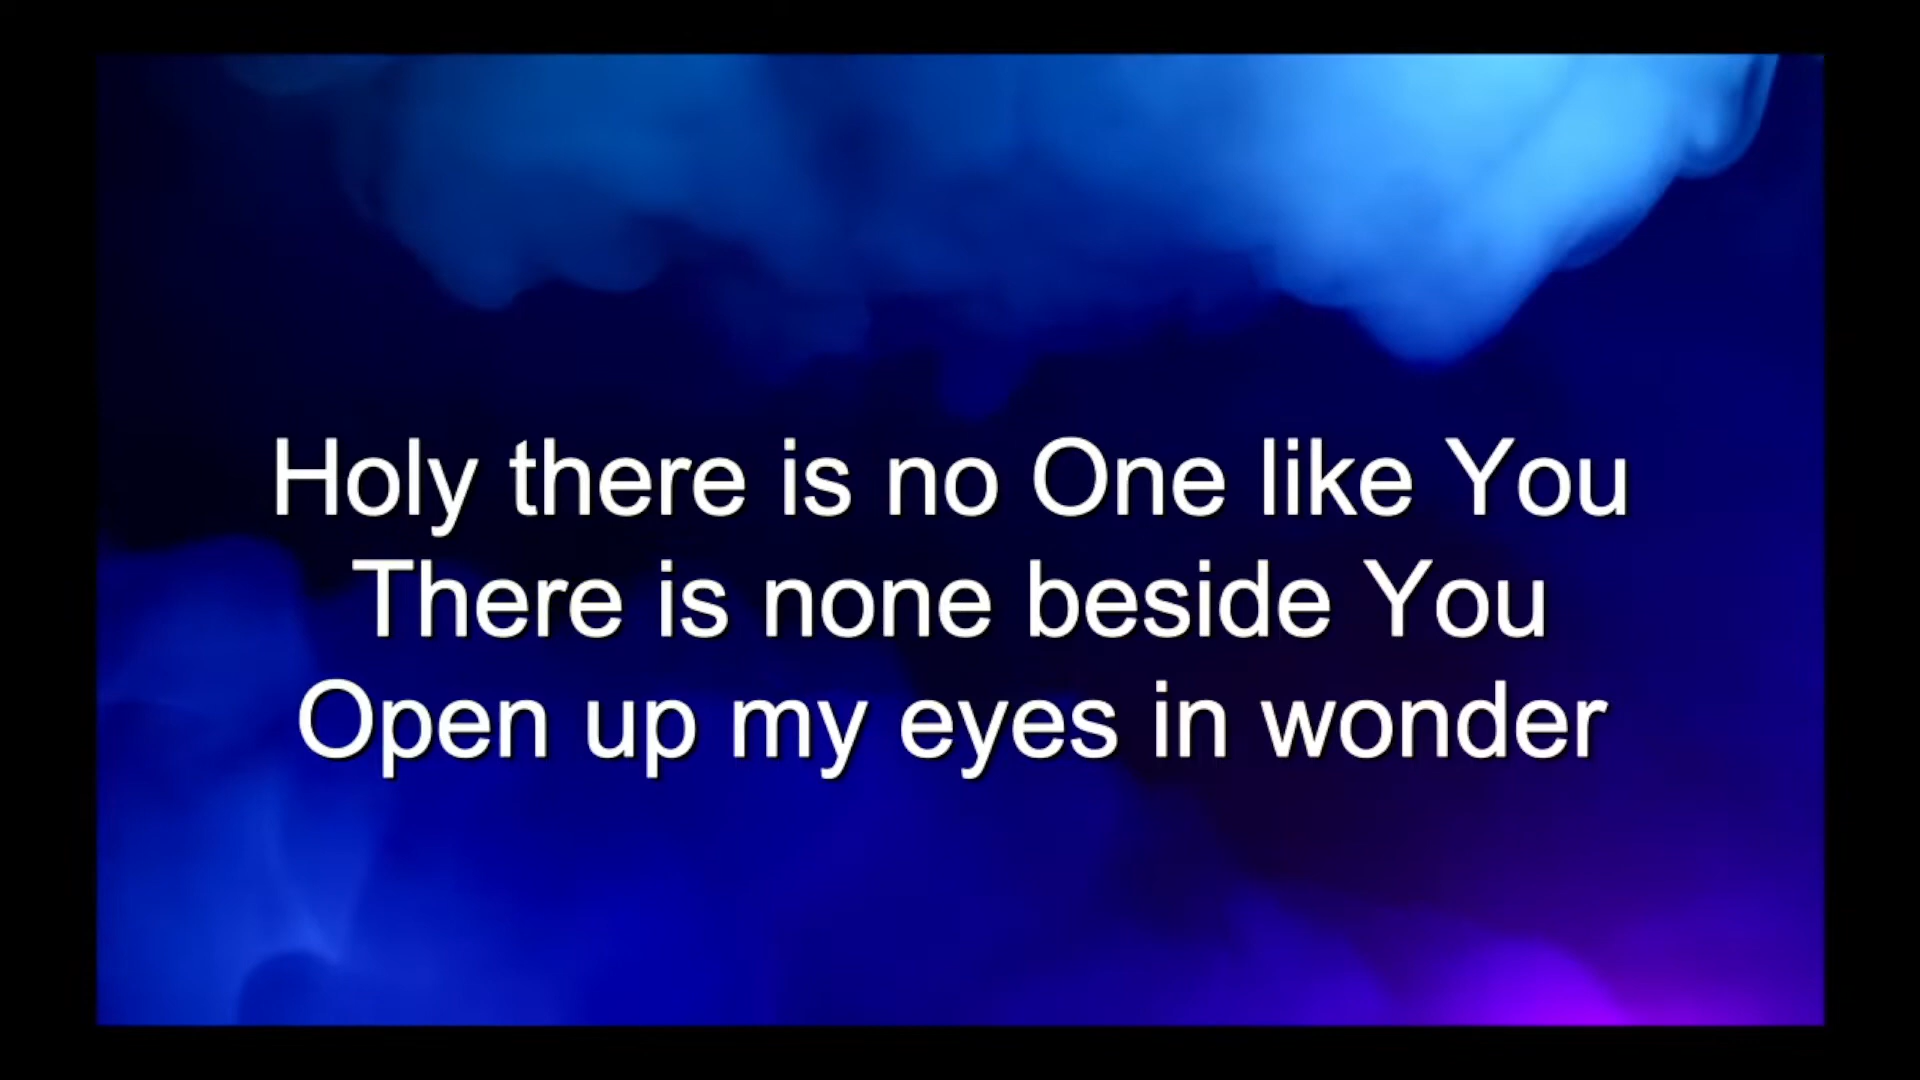 Holy there is no One like You
There is none beside You
Open up my eyes in wonder